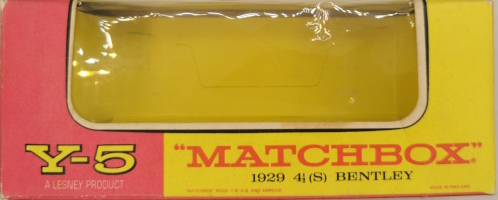 Y-5
A LESNEY PRODUCT
"MATCHBOX"
1929 4½ (S) BENTLEY
MADE IN ENGLAND